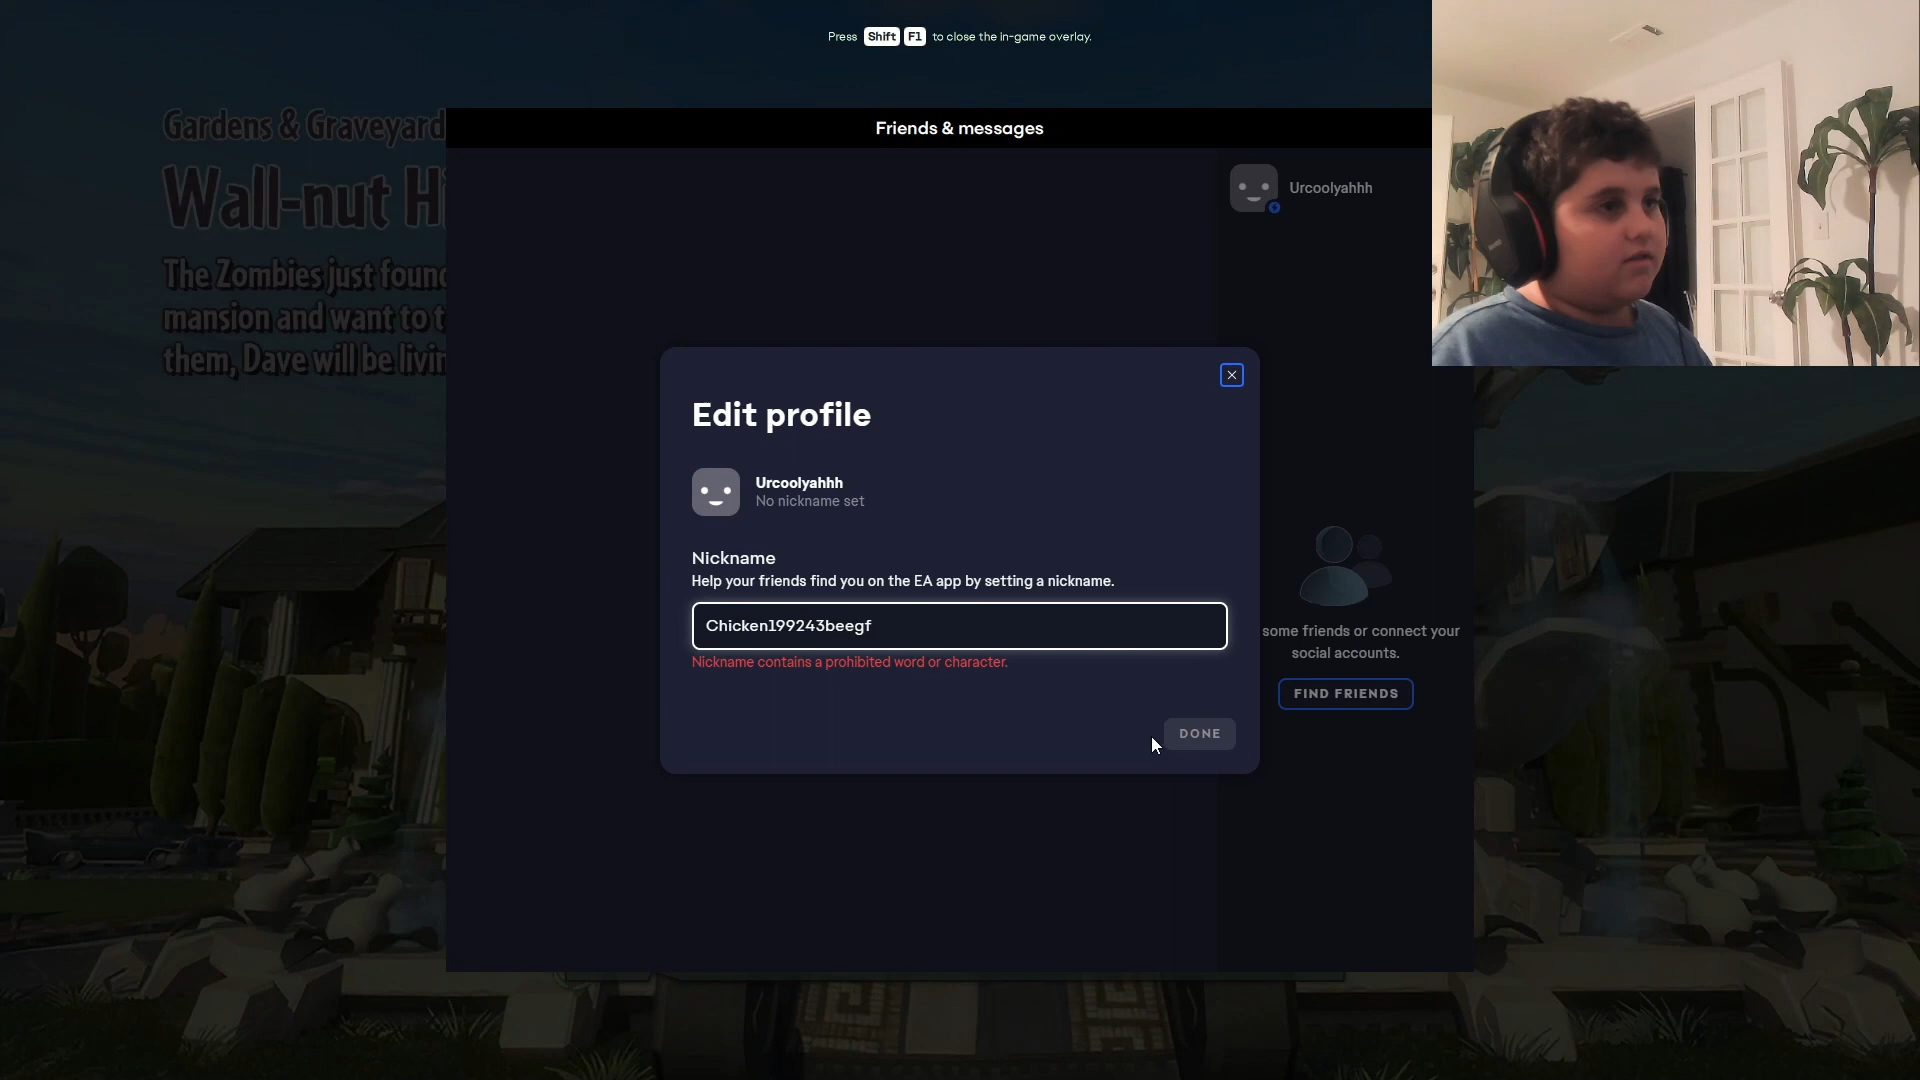 Press Shift F1 to close the in-game overlay.
Friends & messages
Gardens & Graveyard
Wall-nut H
The Zombies just found
mansion and want to t
them, Dave will be livin
Urcoolyahhh
Edit profile
Urcoolyahhh
No nickname set
Nickname
Help your friends find you on the EA app by setting a nickname.
Chicken199243beegf
Nickname contains a prohibited word or character.
DONE
some friends or connect your
social accounts.
FIND FRIENDS